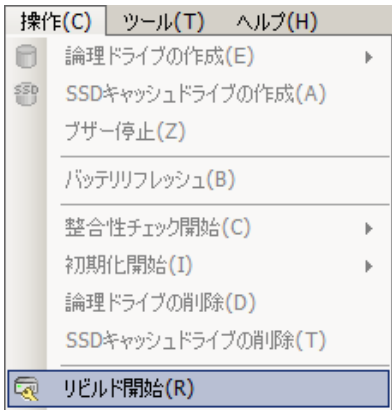 操作(C) ツール(T) ヘルプ(H)
論理ドライブの作成(E)
SSD SSDキャッシュドライブの作成(A)
ブザー停止(Z)
バッテリリフレッシュ(B)
整合性チェック開始(C)
初期化開始(I)
論理ドライブの削除(D)
SSDキャッシュドライブの削除(T)
リビルド開始(R)